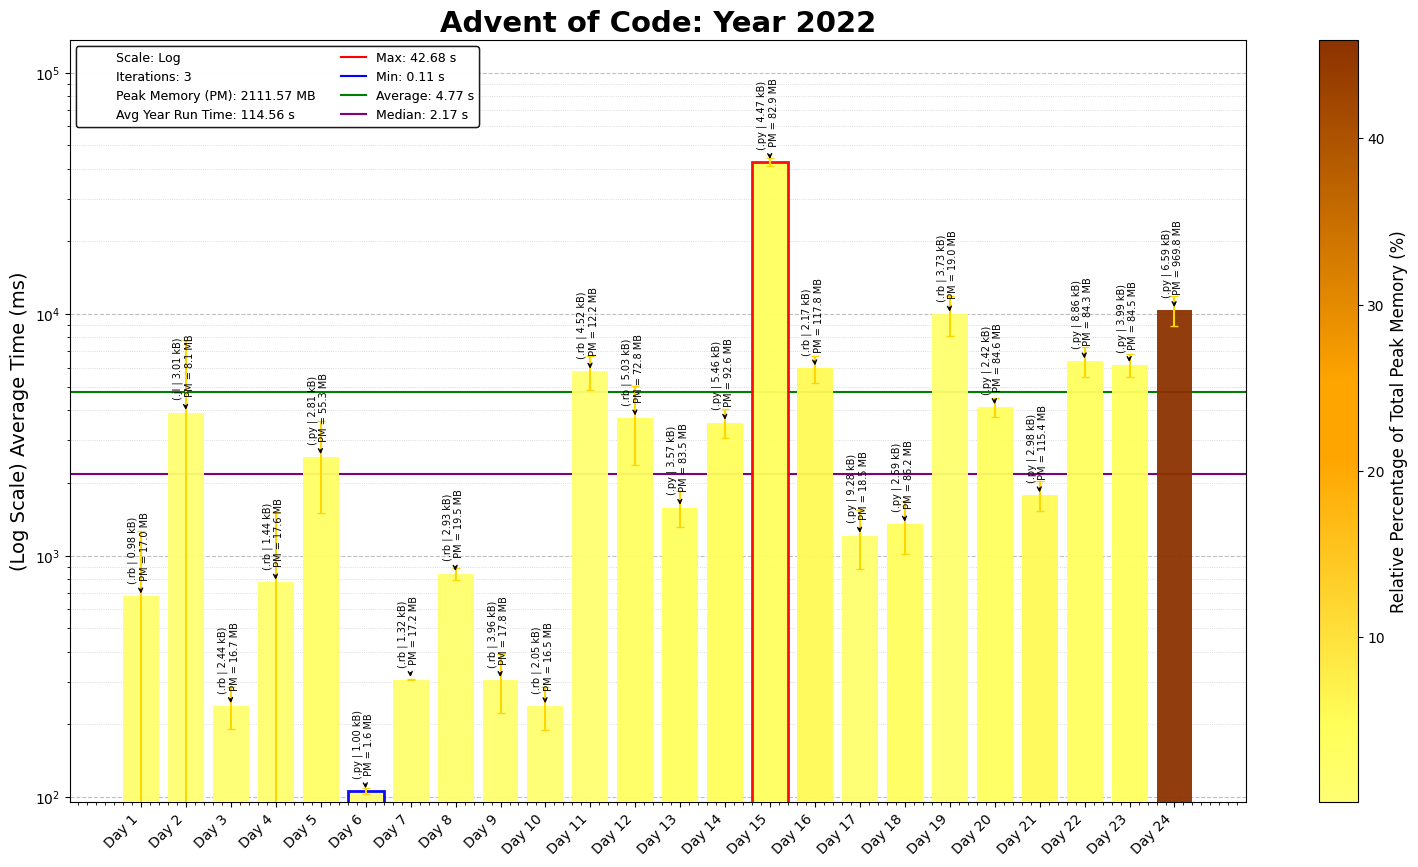 Advent of Code: Year 2022
Scale: Log
Iterations: 3
Peak Memory (PM): 2111.57 MB
Avg Year Run Time: 114.56 s
Max: 42.68 s
Min: 0.11 s
Average: 4.77 s
Median: 2.17 s
(Log Scale) Average Time (ms)
10^5
10^4
10^3
10^2
(.rb | 0.98 kB)
PM = 17.0 MB
(.jl | 3.01 kB)
PM = 8.1 MB
(.rb | 2.44 kB)
PM = 16.7 MB
(.rb | 1.44 kB)
PM = 17.6 MB
(.py | 2.81 kB)
PM = 55.3 MB
(.py | 1.00 kB)
PM = 1.6 MB
(.rb | 1.32 kB)
PM = 17.2 MB
(.rb | 2.93 kB)
PM = 19.5 MB
(.rb | 3.96 kB)
PM = 17.8 MB
(.rb | 2.05 kB)
PM = 16.5 MB
(.rb | 4.52 kB)
PM = 12.2 MB
(.rb | 5.03 kB)
PM = 72.8 MB
(.py | 3.57 kB)
PM = 83.5 MB
(.py | 5.46 kB)
PM = 92.6 MB
(.py | 4.47 kB)
PM = 82.9 MB
(.rb | 2.17 kB)
PM = 117.8 MB
(.py | 9.28 kB)
PM = 18.5 MB
(.py | 2.59 kB)
PM = 86.2 MB
(.rb | 3.73 kB)
PM = 19.0 MB
(.py | 2.42 kB)
PM = 84.6 MB
(.py | 2.98 kB)
PM = 115.4 MB
(.py | 8.86 kB)
PM = 84.3 MB
(.py | 3.99 kB)
PM = 84.5 MB
(.py | 6.59 kB)
PM = 969.8 MB
Day 1
Day 2
Day 3
Day 4
Day 5
Day 6
Day 7
Day 8
Day 9
Day 10
Day 11
Day 12
Day 13
Day 14
Day 15
Day 16
Day 17
Day 18
Day 19
Day 20
Day 21
Day 22
Day 23
Day 24
40
30
20
10
Relative Percentage of Total Peak Memory (%)